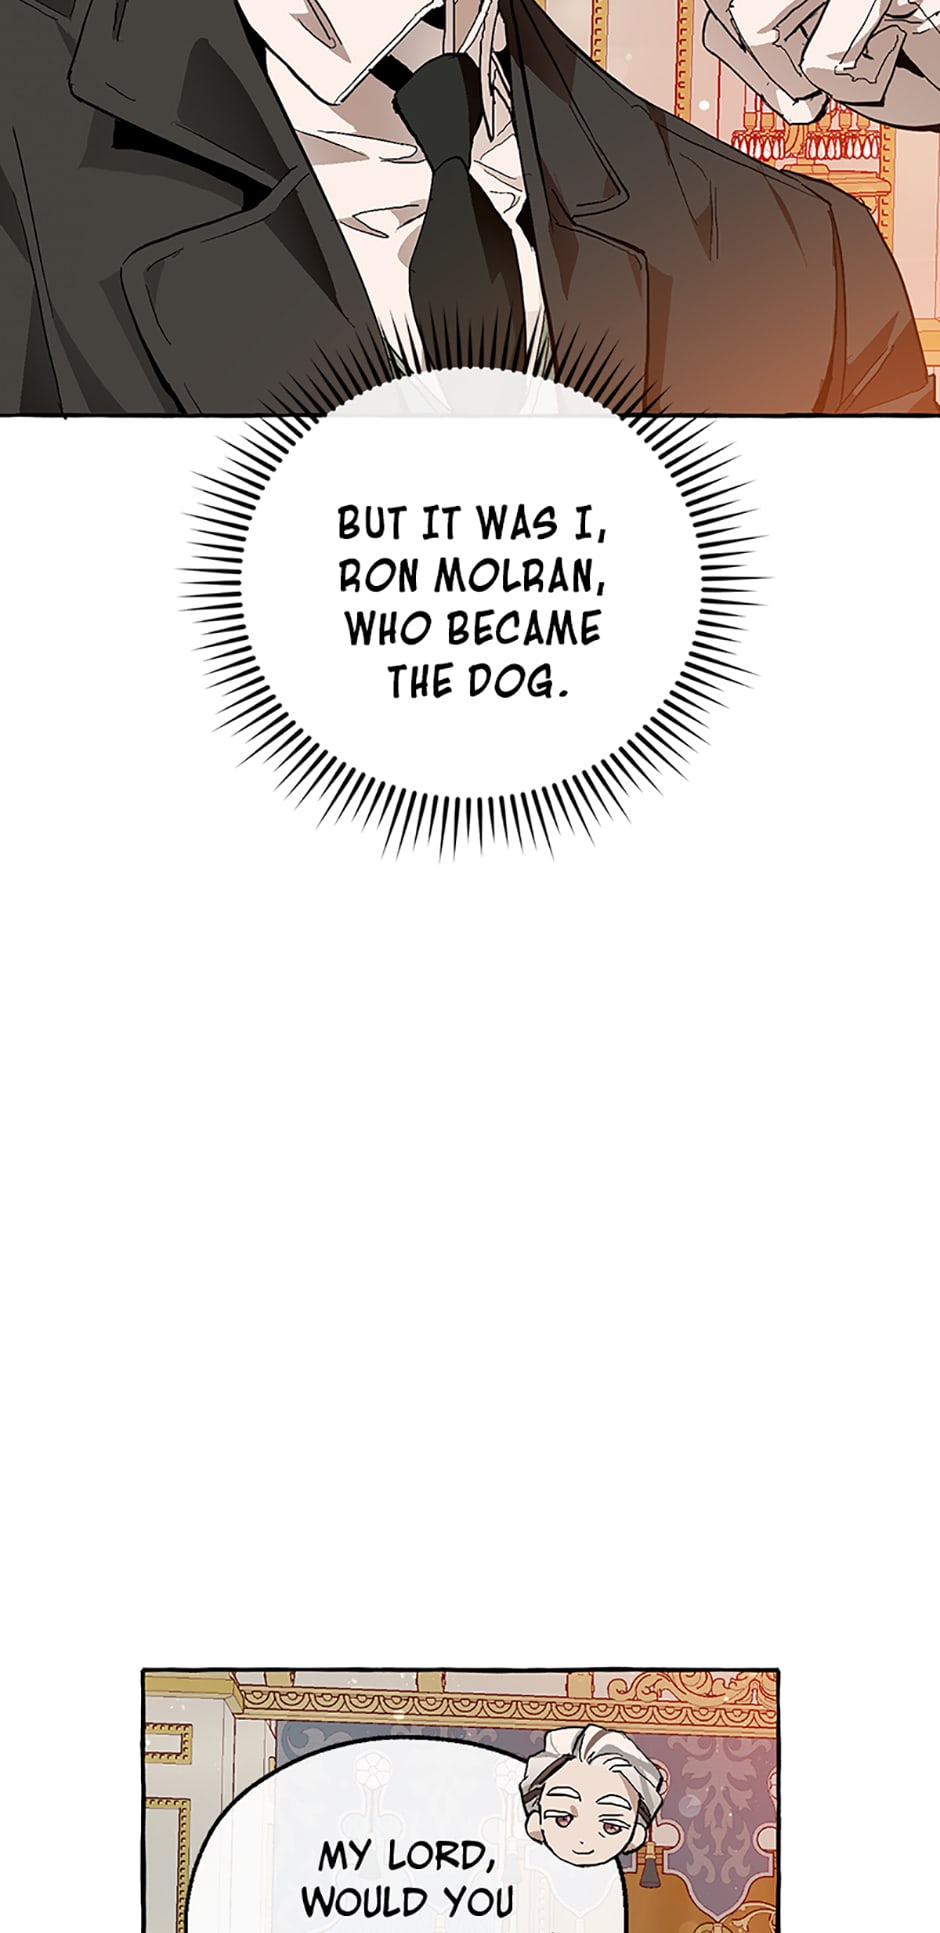 BUT IT WAS I,
RON MOLRAN,
WHO BECAME
THE DOG.
MY LORD,
WOULD YOU